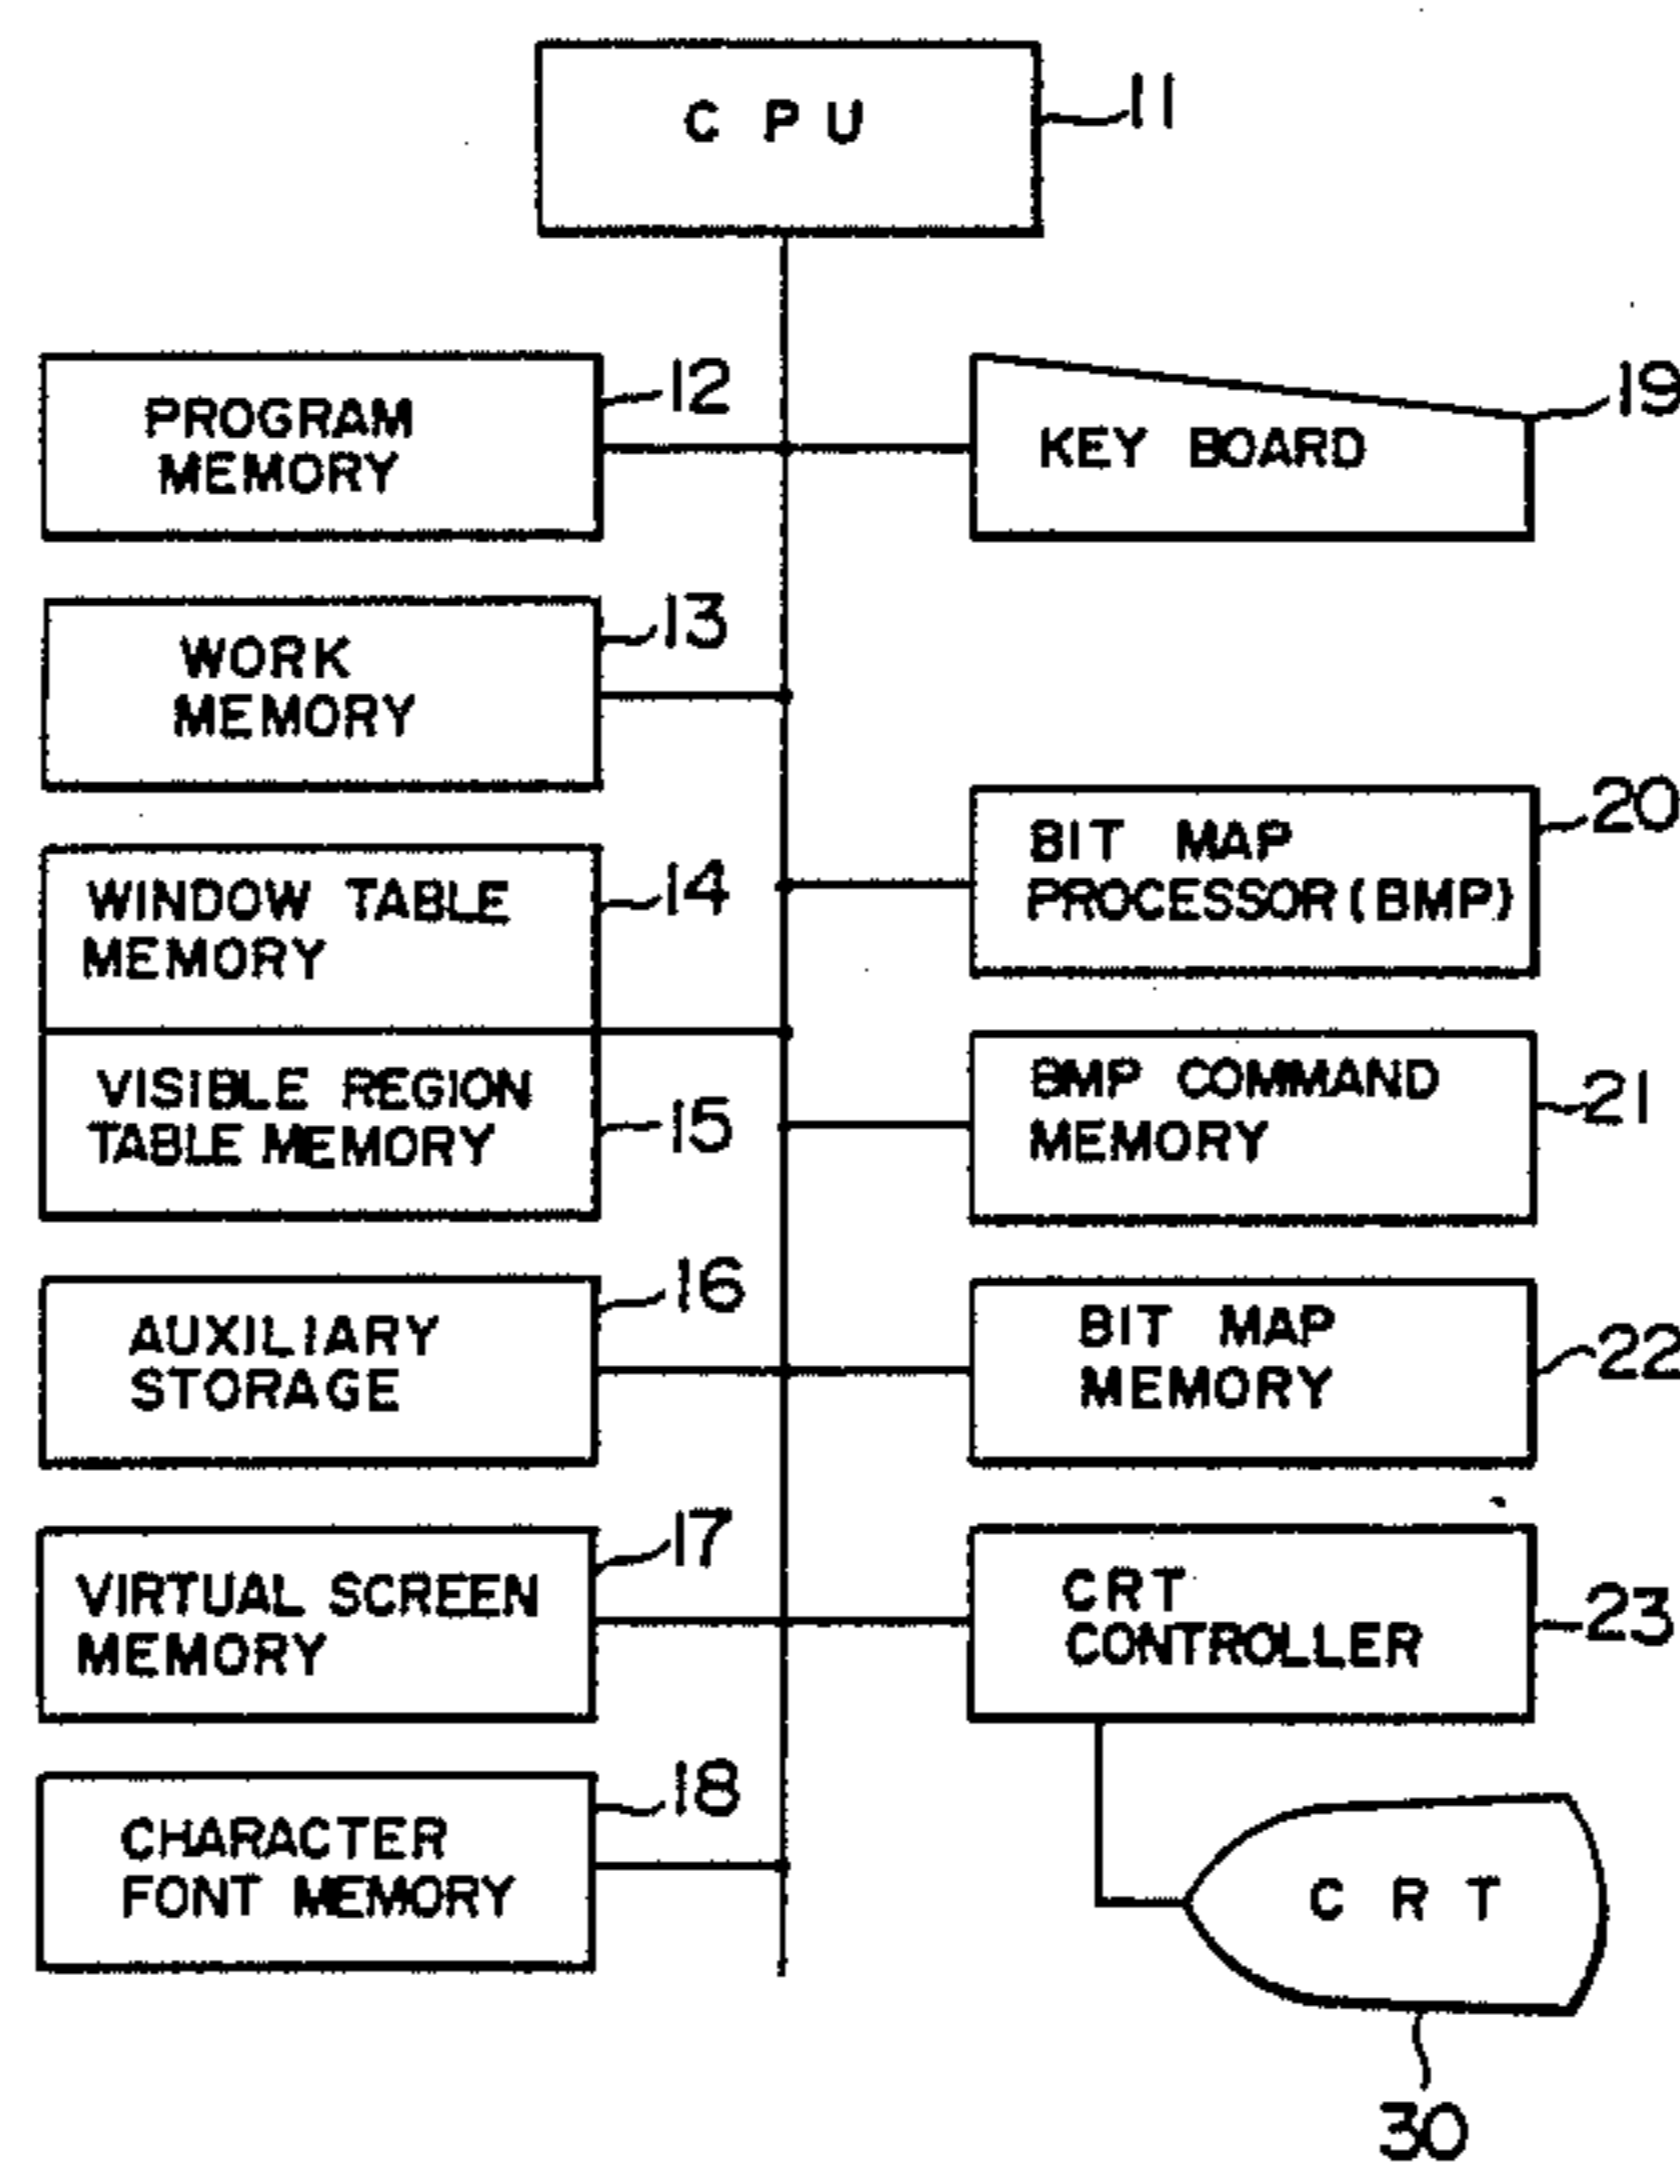 C P U
11
PROGRAM
MEMORY
12
KEY BOARD
19
WORK
MEMORY
13
WINDOW TABLE
MEMORY
14
VISIBLE REGION
TABLE MEMORY
15
BIT MAP
PROCESSOR (BMP)
20
BMP COMMAND
MEMORY
21
AUXILIARY
STORAGE
16
BIT MAP
MEMORY
22
VIRTUAL SCREEN
MEMORY
17
CRT
CONTROLLER
23
CHARACTER
FONT MEMORY
18
C R T
30